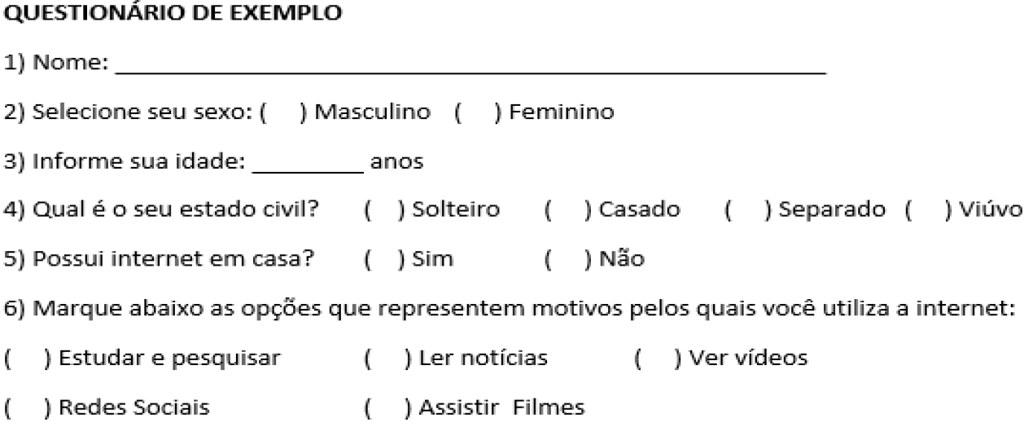 QUESTIONÁRIO DE EXEMPLO
1) Nome: ______________________________________________
2) Selecione seu sexo: (    ) Masculino   (    ) Feminino
3) Informe sua idade: _________ anos
4) Qual é o seu estado civil?     (    ) Solteiro     (    ) Casado     (    ) Separado   (    ) Viúvo
5) Possui internet em casa?     (    ) Sim     (    ) Não
6) Marque abaixo as opções que representem motivos pelos quais você utiliza a internet:
(    ) Estudar e pesquisar     (    ) Ler notícias     (    ) Ver vídeos
(    ) Redes Sociais     (    ) Assistir  Filmes